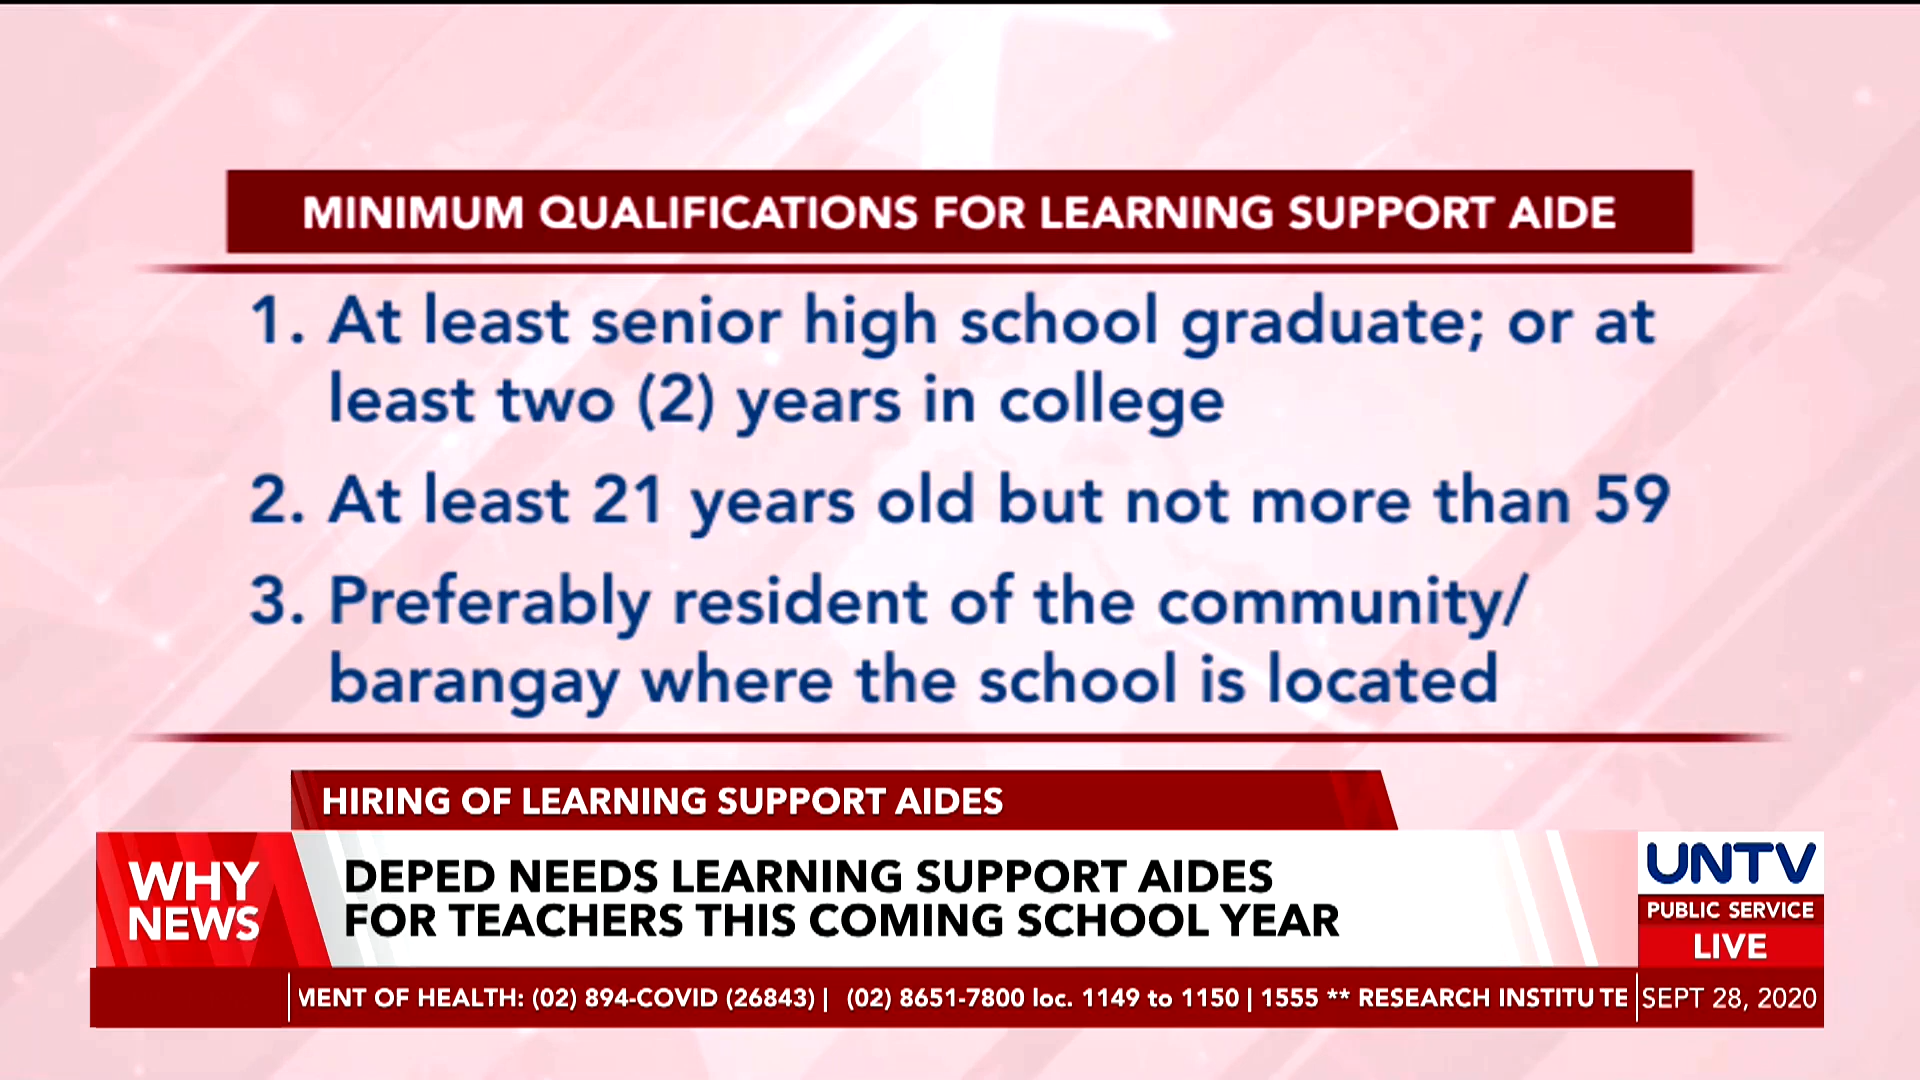 MINIMUM QUALIFICATIONS FOR LEARNING SUPPORT AIDE
1. At least senior high school graduate; or at
least two (2) years in college
2. At least 21 years old but not more than 59
3. Preferably resident of the community/
barangay where the school is located
HIRING OF LEARNING SUPPORT AIDES
WHY
NEWS
DEPED NEEDS LEARNING SUPPORT AIDES
FOR TEACHERS THIS COMING SCHOOL YEAR
UNTV
PUBLIC SERVICE
LIVE
MENT OF HEALTH: (02) 894-COVID (26843) | (02) 8651-7800 loc. 1149 to 1150 | 1555 ** RESEARCH INSTITUTE
SEPT 28, 2020